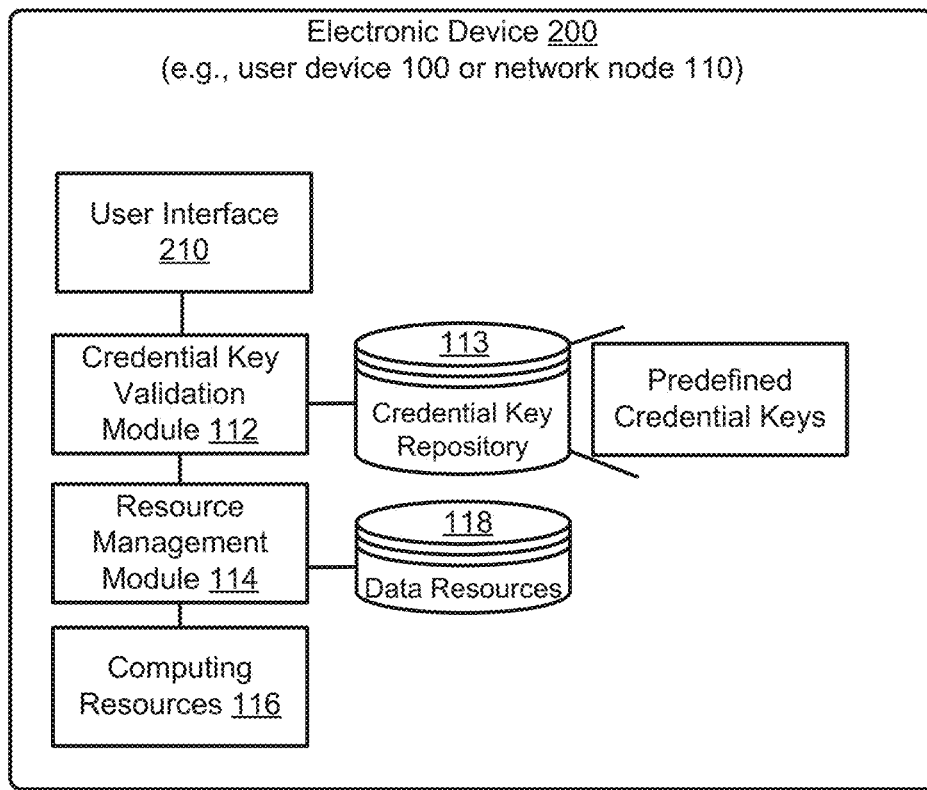 Electronic Device 200
(e.g., user device 100 or network node 110)
User Interface
210
Credential Key
Validation
Module 112
113
Credential Key
Repository
Predefined
Credential Keys
Resource
Management
Module 114
118
Data Resources
Computing
Resources 116